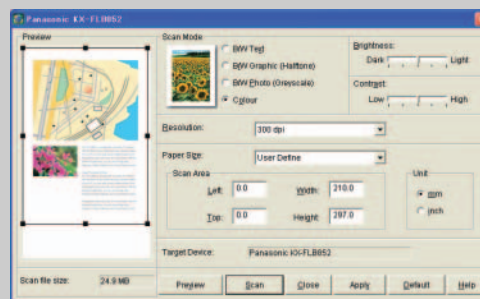 Panasonic KX-FLB852
Preview
Scan Mode
B/W Text
B/W Graphic (Halftone)
B/W Photo (Greyscale)
Colour
Brightness:
Dark Light
Contrast:
Low High
Resolution:
300 dpi
Paper Size:
User Define
Scan Area
Left: 0.0 Width: 210.0
Top: 0.0 Height: 297.0
Unit
mm
inch
Target Device: Panasonic KX-FLB852
Scan file size: 24.9 MB
Preview Scan Close Apply Default Help